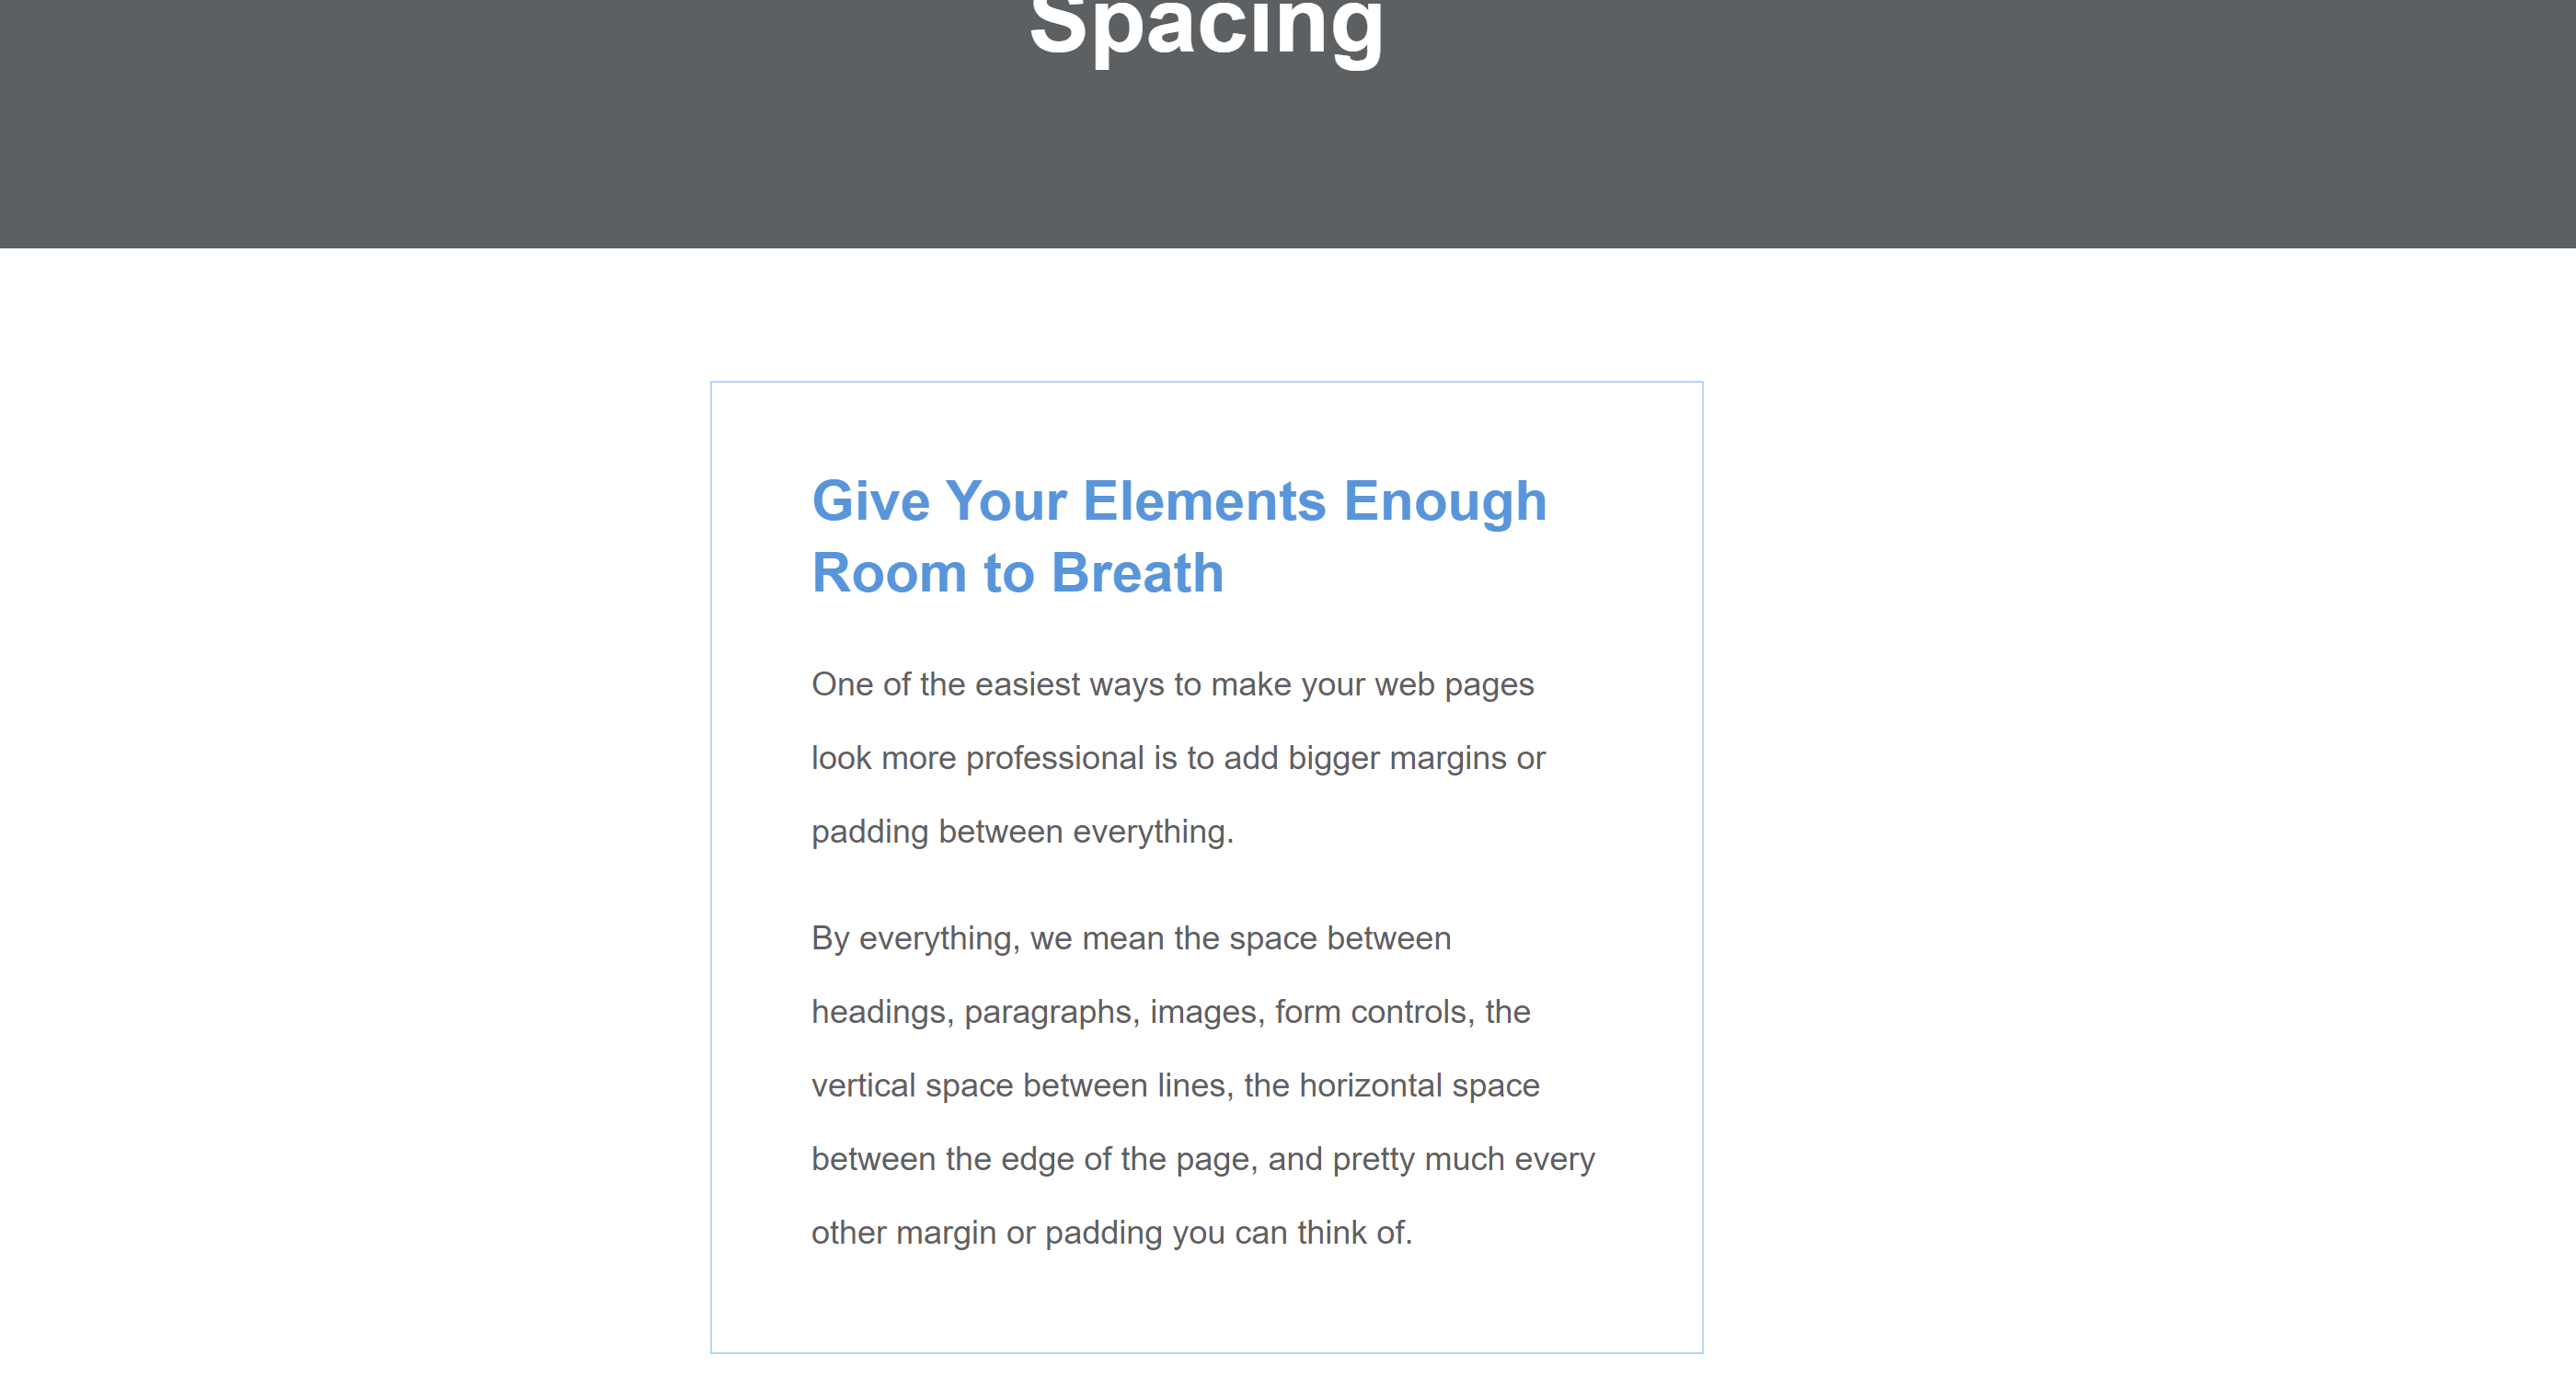 Spacing
Give Your Elements Enough
Room to Breath
One of the easiest ways to make your web pages
look more professional is to add bigger margins or
padding between everything.
By everything, we mean the space between
headings, paragraphs, images, form controls, the
vertical space between lines, the horizontal space
between the edge of the page, and pretty much every
other margin or padding you can think of.